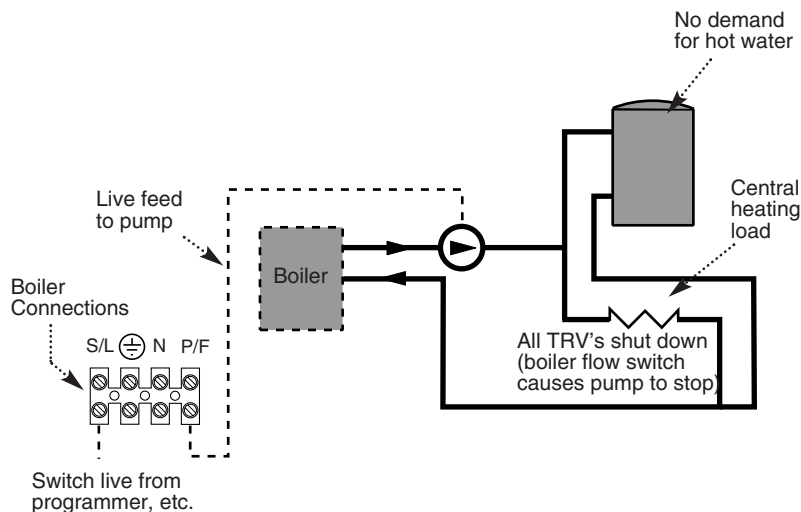 No demand
for hot water
Live feed
to pump
Central
heating
load
Boiler
Boiler
Connections
S/L N P/F
All TRV's shut down
(boiler flow switch
causes pump to stop)
Switch live from
programmer, etc.